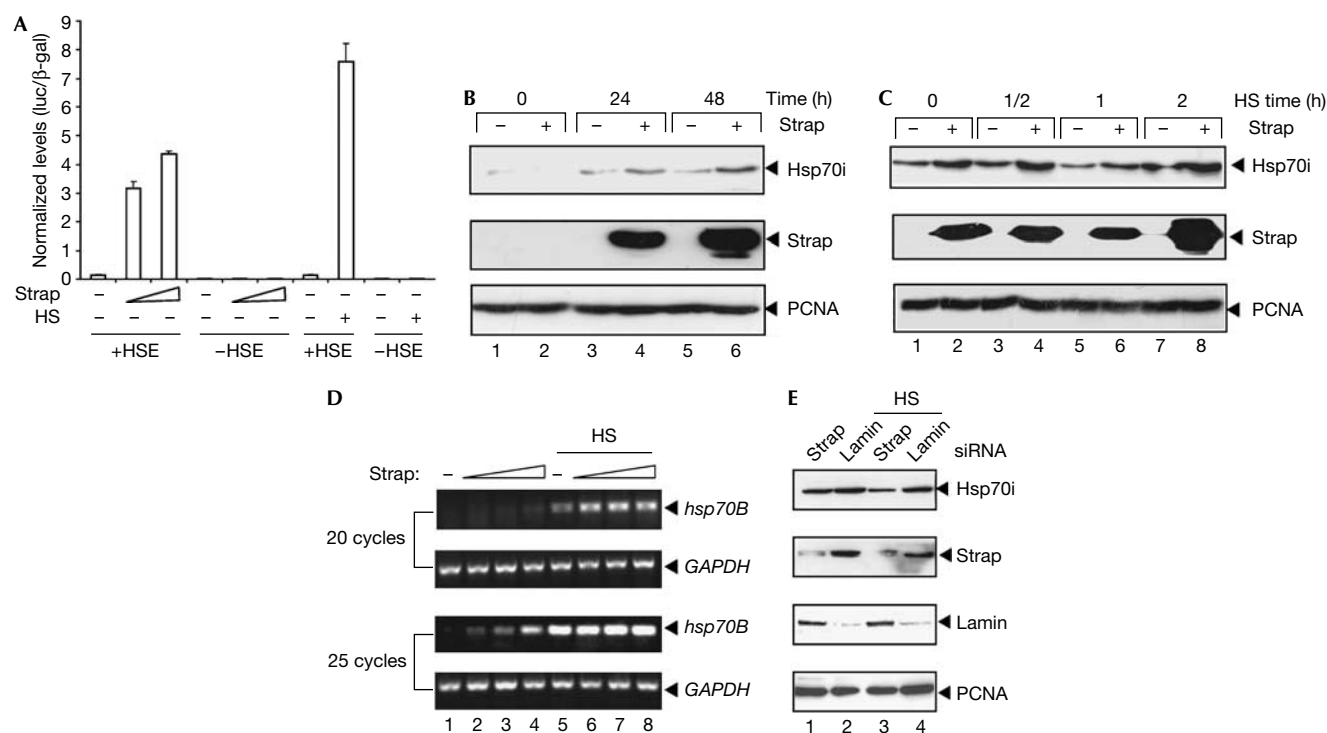 A
Normalized levels (luc/β-gal)
9
8
7
6
5
4
3
2
1
0
Strap – – – –
HS – – – – – – – + – +
+HSE –HSE +HSE –HSE
B
0 24 48 Time (h)
– + – + – + Strap
Hsp70i
Strap
PCNA
1 2 3 4 5 6
C
0 1/2 1 2 HS time (h)
– + – + – + – + Strap
Hsp70i
Strap
PCNA
1 2 3 4 5 6 7 8
D
HS
Strap: – –
20 cycles
hsp70B
GAPDH
25 cycles
hsp70B
GAPDH
1 2 3 4 5 6 7 8
E
HS
Strap Lamin Strap Lamin siRNA
Hsp70i
Strap
Lamin
PCNA
1 2 3 4